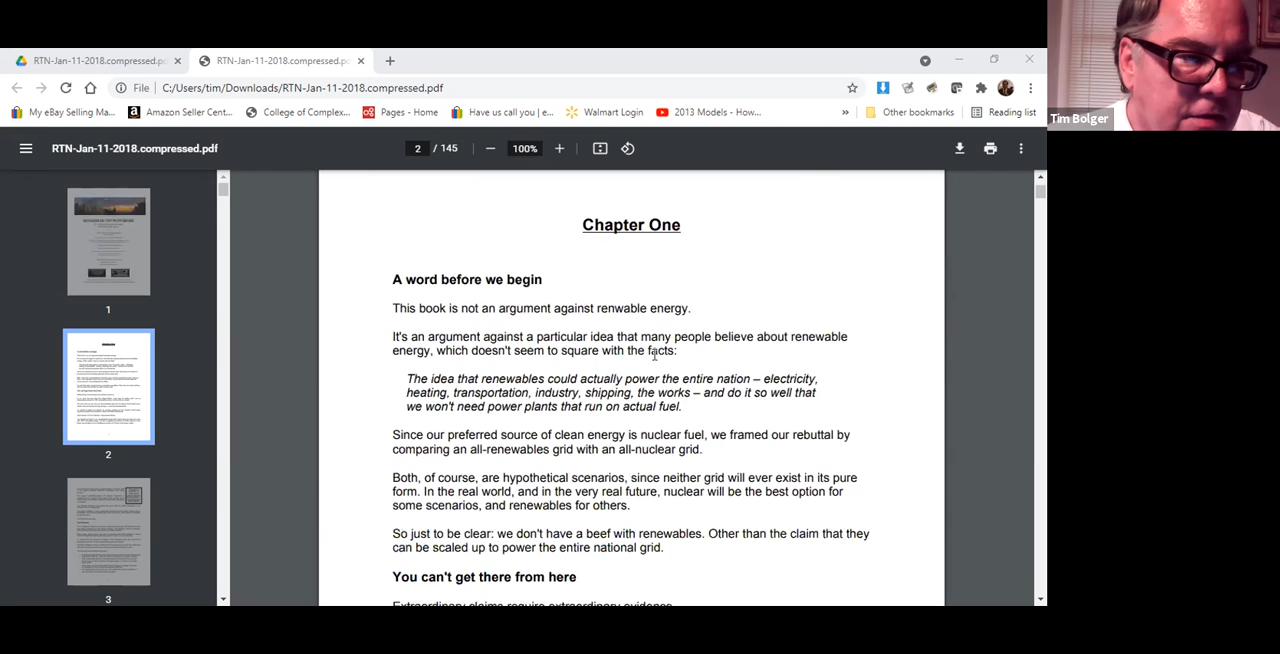 RTN-Jan-11-2018.compressed.p
RTN-Jan-11-2018.compressed.p
File C:/Users/tim/Downloads/RTN-Jan-11-2018.compressed.pdf
My eBay Selling Ma... Amazon Seller Cent... College of Complex... Pages - Home Have us call you | e... Walmart Login 2013 Models - How... » Other bookmarks Reading list
Tim Bolger
RTN-Jan-11-2018.compressed.pdf 2 / 145 100%
1
2
3
Chapter One
A word before we begin
This book is not an argument against renwable energy.
It's an argument against a particular idea that many people believe about renewable
energy, which doesn't seem to square with the facts:
The idea that renewables could actually power the entire nation – electricity,
heating, transportation, industry, shipping, the works – and do it so well that
we won't need power plants that run on actual fuel.
Since our preferred source of clean energy is nuclear fuel, we framed our rebuttal by
comparing an all-renewables grid with an all-nuclear grid.
Both, of course, are hypothetical scenarios, since neither grid will ever exist in its pure
form. In the real world, and in the very real future, nuclear will be the best option for
some scenarios, and renewables for others.
So just to be clear: we don't have a beef with renewables. Other than the claim that they
can be scaled up to power the entire national grid.
You can't get there from here
Extraordinary claims require extraordinary evidence.